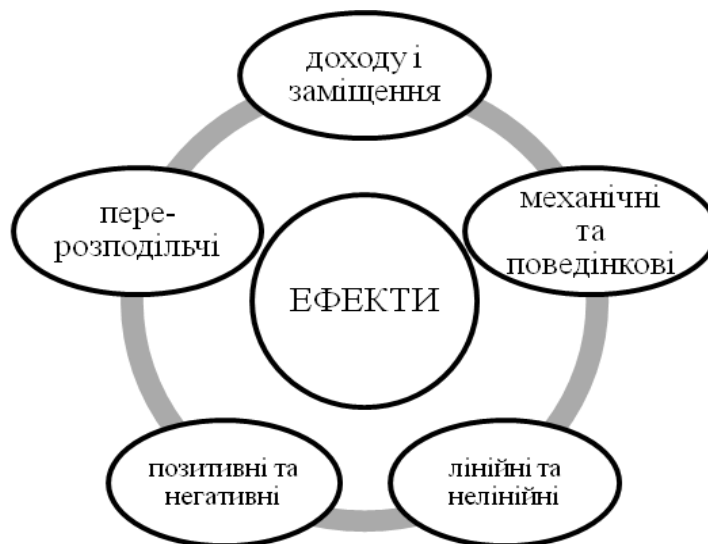 доходу і
заміщення
механічні
та
поведінкові
пере-
розподільчі
ЕФЕКТИ
позитивні та
негативні
лінійні та
нелінійні